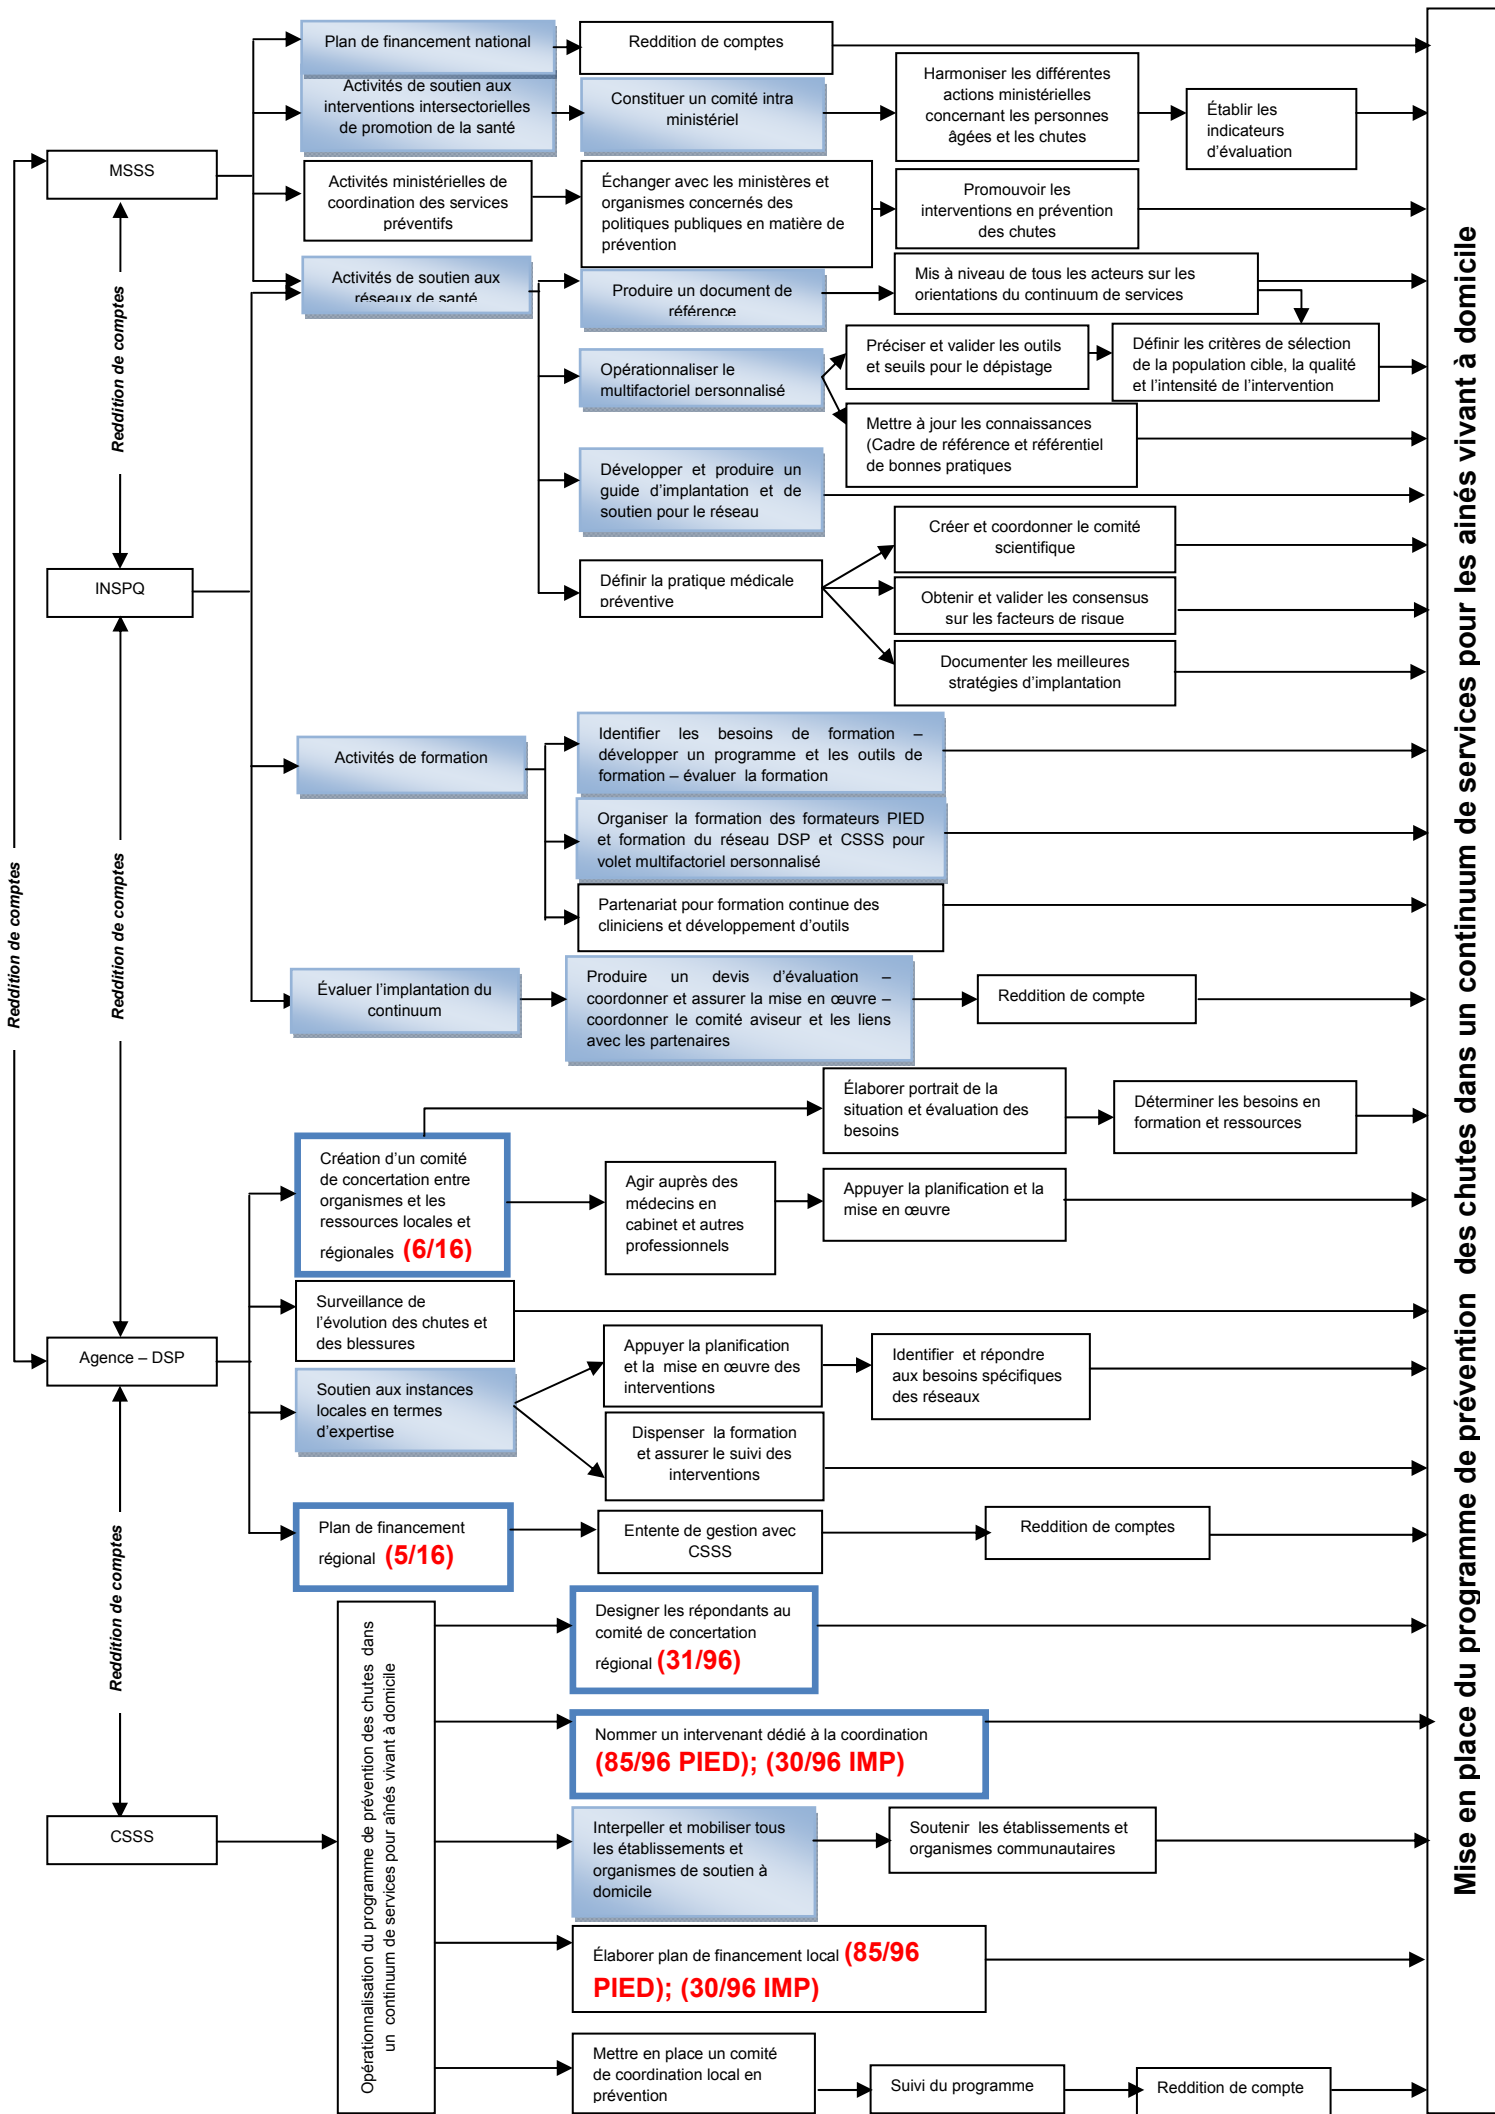 Plan de financement national
Reddition de comptes
Activités de soutien aux
interventions intersectorielles
de promotion de la santé
Constituer un comité intra
ministériel
Harmoniser les différentes
actions ministérielles
concernant les personnes
âgées et les chutes
Établir les
indicateurs
d'évaluation
MSSS
Activités ministérielles de
coordination des services
préventifs
Échanger avec les ministères et
organismes concernés des
politiques publiques en matière de
prévention
Promouvoir les
interventions en prévention
des chutes
Activités de soutien aux
réseaux de santé
Produire un document de
référence
Mis à niveau de tous les acteurs sur les
orientations du continuum de services
Opérationnaliser le
multifactoriel personnalisé
Préciser et valider les outils
et seuils pour le dépistage
Définir les critères de sélection
de la population cible, la qualité
et l'intensité de l'intervention
Mettre à jour les connaissances
(Cadre de référence et référentiel
de bonnes pratiques
Développer et produire un
guide d'implantation et de
soutien pour le réseau
Reddition de comptes
INSPQ
Définir la pratique médicale
préventive
Créer et coordonner le comité
scientifique
Obtenir et valider les consensus
sur les facteurs de risque
Documenter les meilleures
stratégies d'implantation
Activités de formation
Identifier les besoins de formation –
développer un programme et les outils de
formation – évaluer la formation
Organiser la formation des formateurs PIED
et formation du réseau DSP et CSSS pour
volet multifactoriel personnalisé
Partenariat pour formation continue des
cliniciens et développement d'outils
Reddition de comptes
Reddition de comptes
Évaluer l'implantation du
continuum
Produire un devis d'évaluation –
coordonner et assurer la mise en œuvre –
coordonner le comité aviseur et les liens
avec les partenaires
Reddition de compte
Élaborer portrait de la
situation et évaluation des
besoins
Déterminer les besoins en
formation et ressources
Création d'un comité
de concertation entre
organismes et les
ressources locales et
régionales (6/16)
Agir auprès des
médecins en
cabinet et autres
professionnels
Appuyer la planification et la
mise en œuvre
Surveillance de
l'évolution des chutes et
des blessures
Agence – DSP
Soutien aux instances
locales en termes
d'expertise
Appuyer la planification
et la mise en œuvre des
interventions
Identifier et répondre
aux besoins spécifiques
des réseaux
Dispenser la formation
et assurer le suivi des
interventions
Plan de financement
régional (5/16)
Entente de gestion avec
CSSS
Reddition de comptes
Reddition de comptes
CSSS
Opérationnalisation du programme de prévention des chutes dans
un continuum de services pour aînés vivant à domicile
Designer les répondants au
comité de concertation
régional (31/96)
Nommer un intervenant dédié à la coordination
(85/96 PIED); (30/96 IMP)
Interpeller et mobiliser tous
les établissements et
organismes de soutien à
domicile
Soutenir les établissements et
organismes communautaires
Élaborer plan de financement local (85/96
PIED); (30/96 IMP)
Mettre en place un comité
de coordination local en
prévention
Suivi du programme
Reddition de compte
Mise en place du programme de prévention des chutes dans un continuum de services pour les ainés vivant à domicile